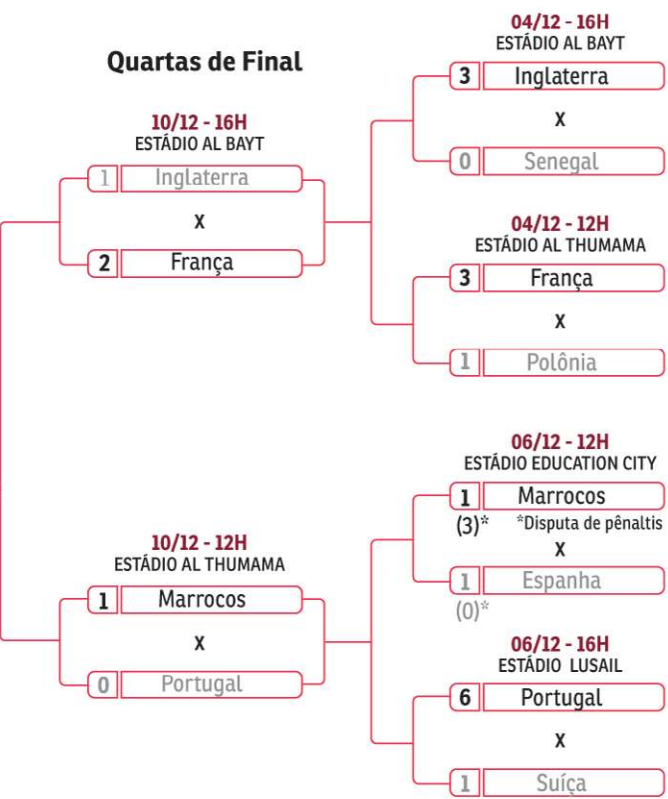 Quartas de Final
10/12 - 16H
ESTÁDIO AL BAYT
1 Inglaterra
X
2 França
10/12 - 12H
ESTÁDIO AL THUMAMA
1 Marrocos
X
0 Portugal
04/12 - 16H
ESTÁDIO AL BAYT
3 Inglaterra
X
0 Senegal
04/12 - 12H
ESTÁDIO AL THUMAMA
3 França
X
1 Polônia
06/12 - 12H
ESTÁDIO EDUCATION CITY
1 Marrocos
(3)* *Disputa de pênaltis
X
1 Espanha
(0)*
06/12 - 16H
ESTÁDIO LUSAIL
6 Portugal
X
1 Suíça